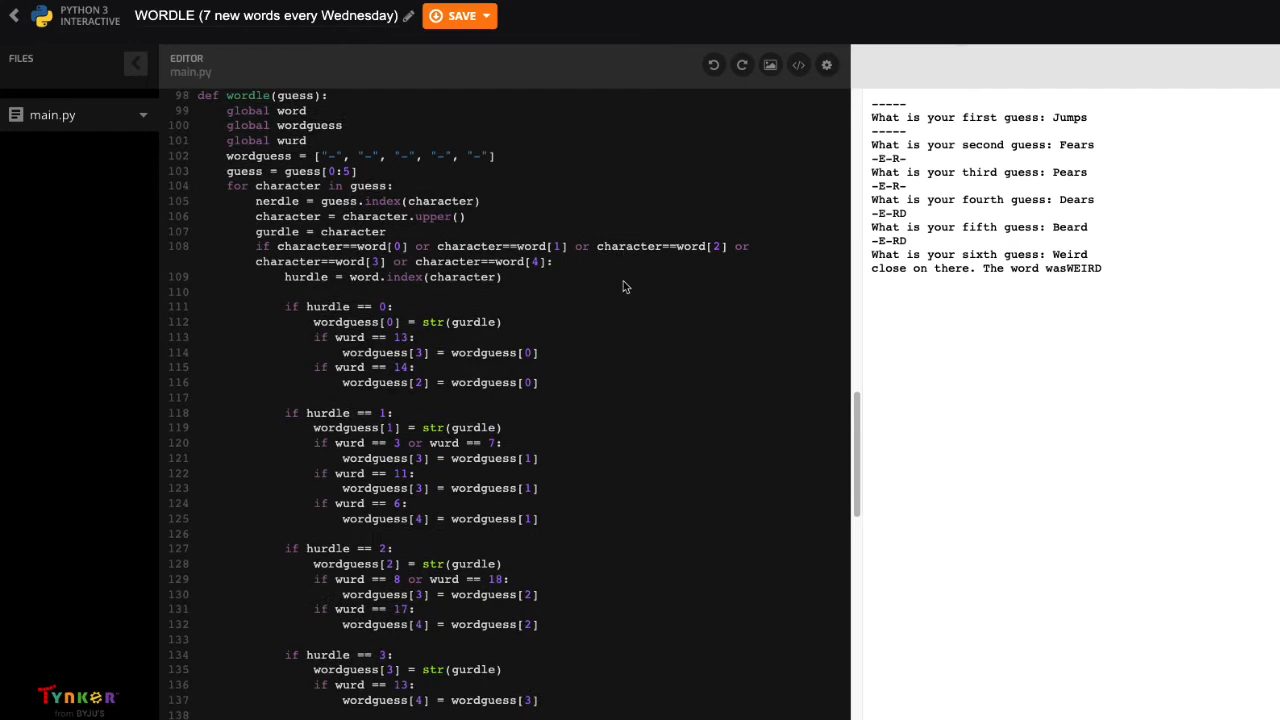 PYTHON 3
INTERACTIVE
WORDLE (7 new words every Wednesday)
SAVE
FILES
main.py
EDITOR
main.py
98 def wordle(guess):
99 global word
100 global wordguess
101 global wurd
102 wordguess = ["-", "-", "-", "-", "-"]
103 guess = guess[0:5]
104 for character in guess:
105 nerdle = guess.index(character)
106 character = character.upper()
107 gurdle = character
108 if character==word[0] or character==word[1] or character==word[2] or
character==word[3] or character==word[4]:
109 hurdle = word.index(character)
110
111 if hurdle == 0:
112 wordguess[0] = str(gurdle)
113 if wurd == 13:
114 wordguess[3] = wordguess[0]
115 if wurd == 14:
116 wordguess[2] = wordguess[0]
117
118 if hurdle == 1:
119 wordguess[1] = str(gurdle)
120 if wurd == 3 or wurd == 7:
121 wordguess[3] = wordguess[1]
122 if wurd == 11:
123 wordguess[3] = wordguess[1]
124 if wurd == 6:
125 wordguess[4] = wordguess[1]
126
127 if hurdle == 2:
128 wordguess[2] = str(gurdle)
129 if wurd == 8 or wurd == 18:
130 wordguess[3] = wordguess[2]
131 if wurd == 17:
132 wordguess[4] = wordguess[2]
133
134 if hurdle == 3:
135 wordguess[3] = str(gurdle)
136 if wurd == 13:
137 wordguess[4] = wordguess[3]
138
-----
What is your first guess: Jumps
-----
What is your second guess: Fears
-E-R-
What is your third guess: Pears
-E-R-
What is your fourth guess: Dears
-E-RD
What is your fifth guess: Beard
-E-RD
What is your sixth guess: Weird
close on there. The word wasWEIRD
TYNKER
from BYJU'S